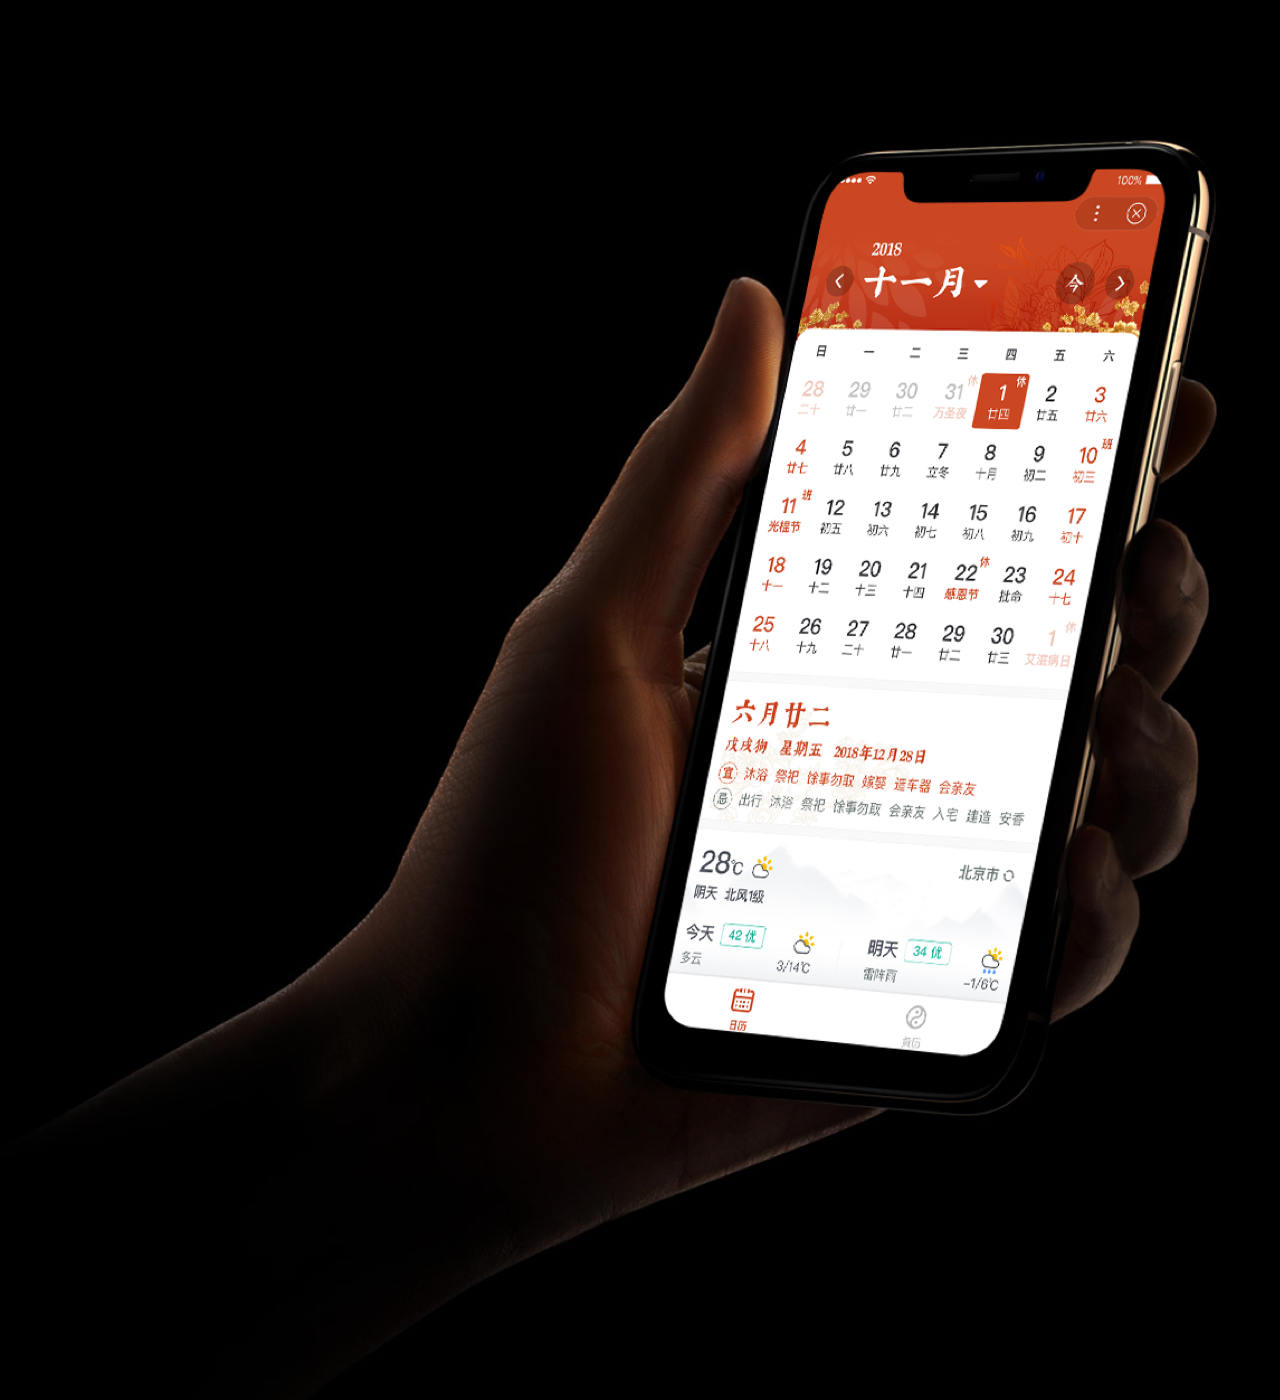 100%
2018
十一月
今
日 一 二 三 四 五 六
休 休
28 29 30 31 1 2 3
二十 廿一 廿二 万圣夜 廿四 廿五 廿六
班
4 5 6 7 8 9 10
廿七 廿八 廿九 立冬 十月 初二 初三
班
11 12 13 14 15 16 17
光棍节 初五 初六 初七 初八 初九 初十
休
18 19 20 21 22 23 24
十一 十二 十三 十四 感恩节 批命 十七
休
25 26 27 28 29 30 1
十八 十九 二十 廿一 廿二 廿三 艾滋病日
六月廿二
戊戌狗 星期五 2018年12月28日
宜 沐浴 祭祀 馀事勿取 嫁娶 造车器 会亲友
忌 出行 沐浴 祭祀 馀事勿取 会亲友 入宅 建造 安香
28℃ 北京市
阴天 北风1级
今天 42 优 明天 34 优
多云 3/14℃ 雷阵雨 -1/6℃
日历